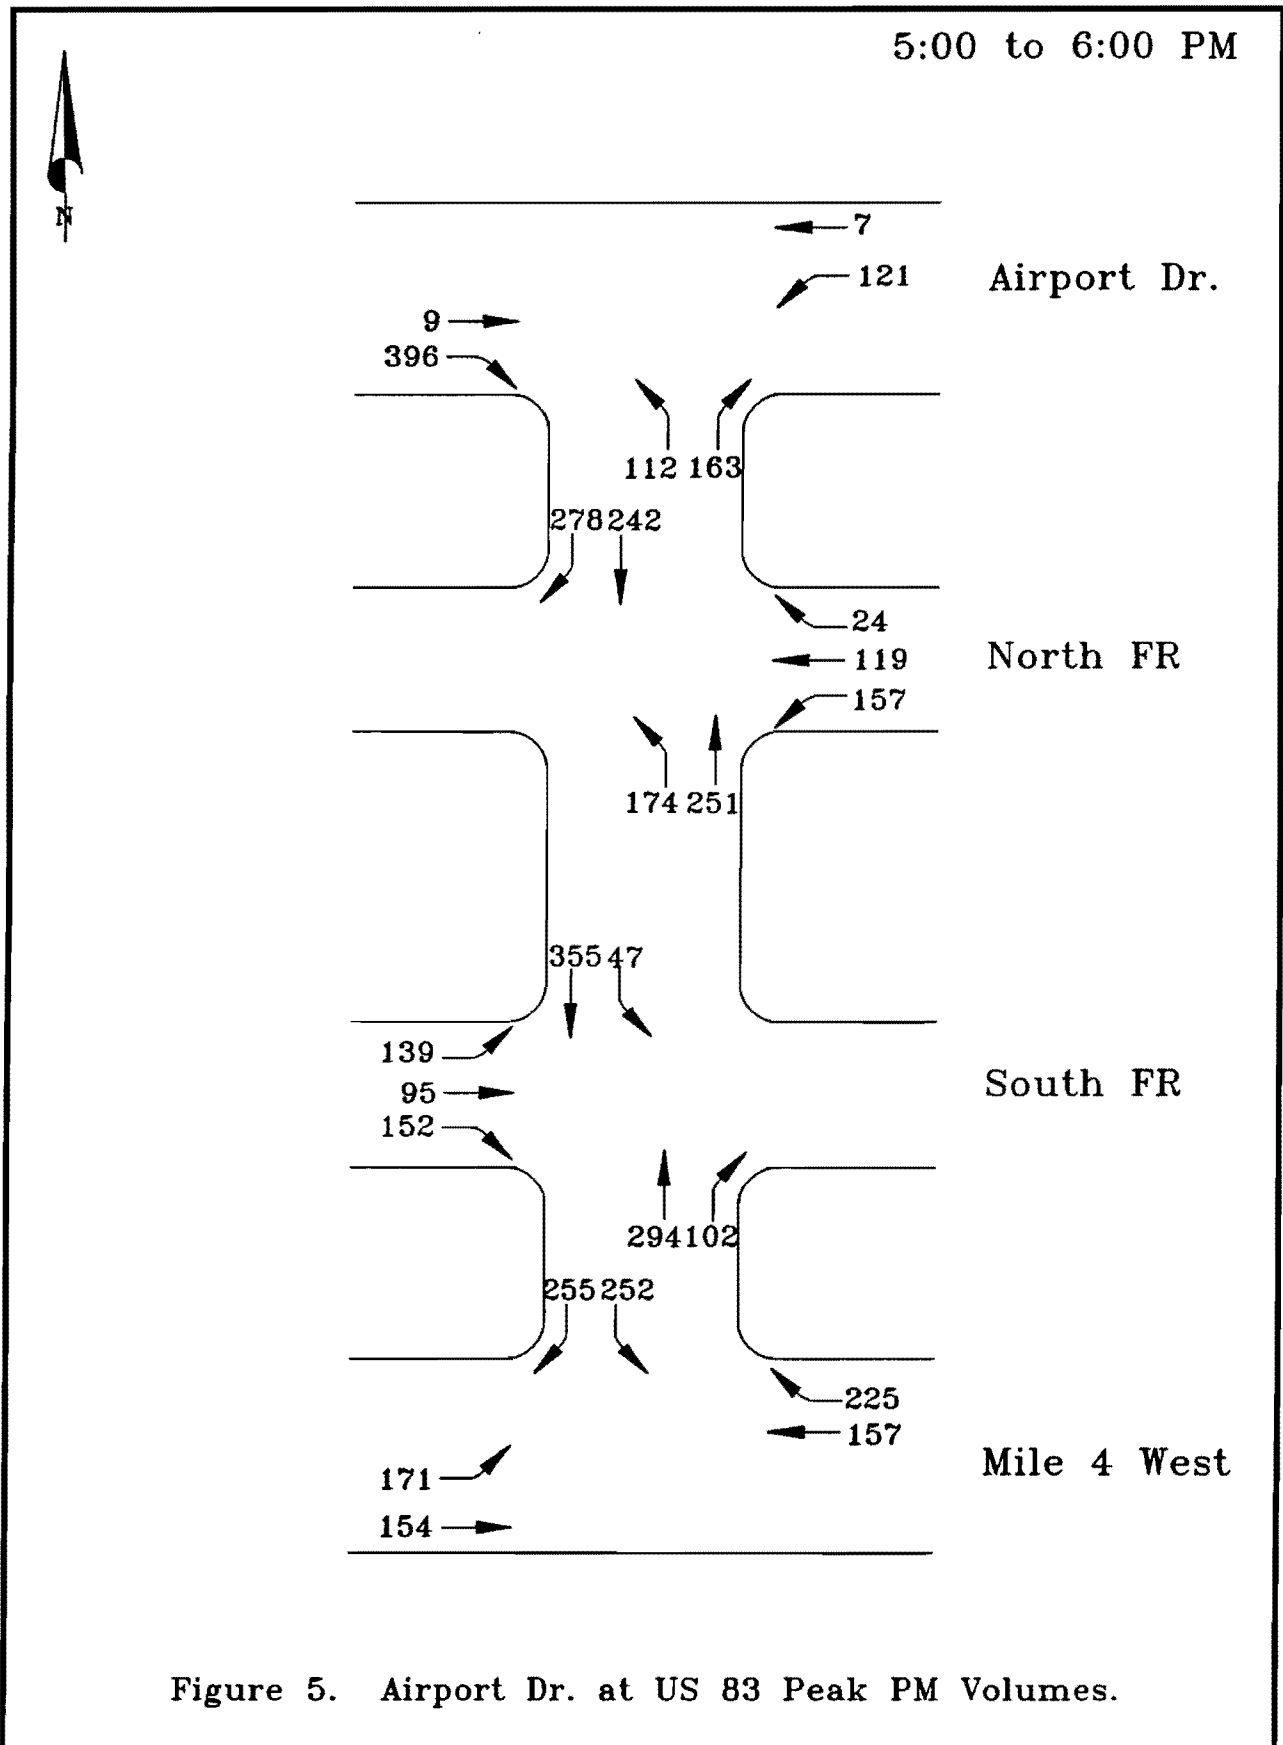 5:00 to 6:00 PM
N
7
121
Airport Dr.
9
396
112 163
278 242
24
119
North FR
157
174 251
355 47
139
95
South FR
152
294 102
255 252
225
157
Mile 4 West
171
154
Figure 5. Airport Dr. at US 83 Peak PM Volumes.